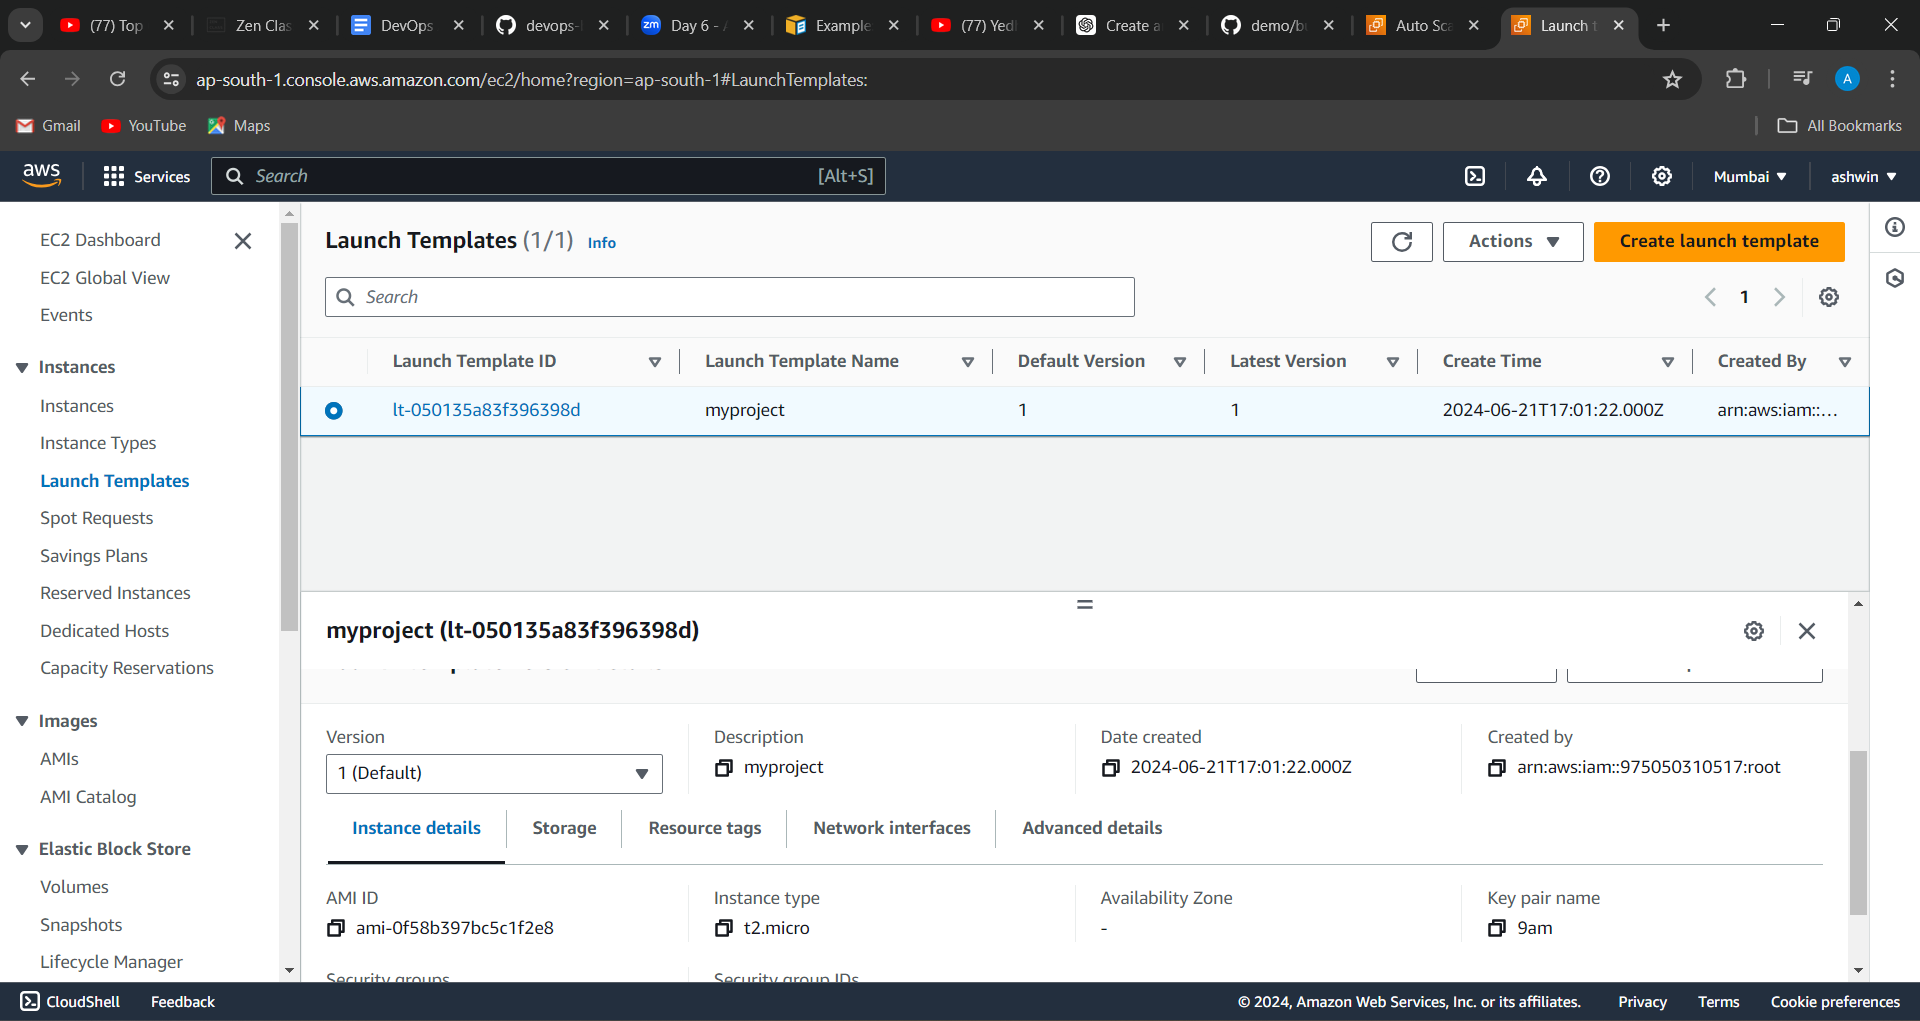 (77) Top
Zen Clas
DevOps
devops-
Day 6 -
Example
(77) Yed
Create a
demo/b
Auto Sca
Launch t
ap-south-1.console.aws.amazon.com/ec2/home?region=ap-south-1#LaunchTemplates:
A
Gmail
YouTube
Maps
All Bookmarks
aws
Services
Search
[Alt+S]
Mumbai
ashwin
EC2 Dashboard
EC2 Global View
Events
Instances
Instances
Instance Types
Launch Templates
Spot Requests
Savings Plans
Reserved Instances
Dedicated Hosts
Capacity Reservations
Images
AMIs
AMI Catalog
Elastic Block Store
Volumes
Snapshots
Lifecycle Manager
Launch Templates (1/1) Info
Actions
Create launch template
Search
1
Launch Template ID
Launch Template Name
Default Version
Latest Version
Create Time
Created By
lt-050135a83f396398d
myproject
1
1
2024-06-21T17:01:22.000Z
arn:aws:iam::…
myproject (lt-050135a83f396398d)
Version
1 (Default)
Description
myproject
Date created
2024-06-21T17:01:22.000Z
Created by
arn:aws:iam::975050310517:root
Instance details
Storage
Resource tags
Network interfaces
Advanced details
AMI ID
ami-0f58b397bc5c1f2e8
Instance type
t2.micro
Availability Zone
-
Key pair name
9am
Security groups
Security group IDs
CloudShell
Feedback
© 2024, Amazon Web Services, Inc. or its affiliates.
Privacy
Terms
Cookie preferences